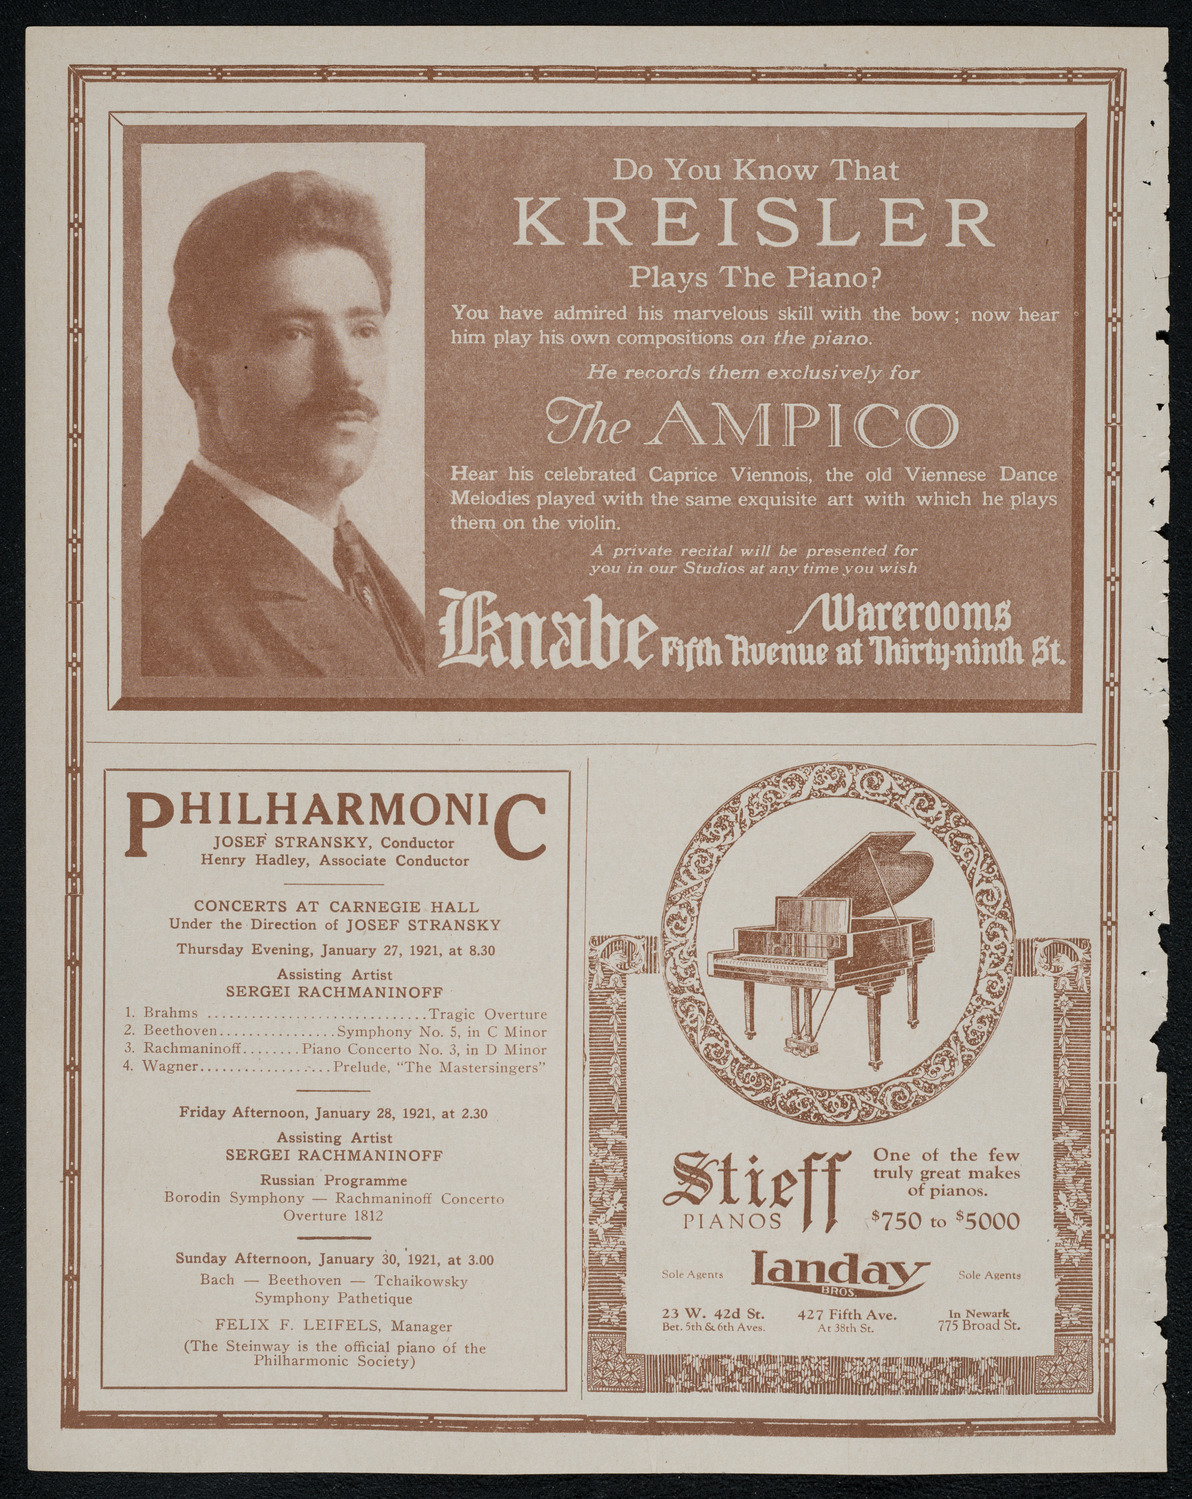 Do You Know That
KREISLER
Plays The Piano?
You have admired his marvelous skill with the bow; now hear
him play his own compositions on the piano.
He records them exclusively for
The AMPICO
Hear his celebrated Caprice Viennois, the old Viennese Dance
Melodies played with the same exquisite art with which he plays
them on the violin.
A private recital will be presented for
you in our Studios at any time you wish
Knabe Warerooms
Fifth Avenue at Thirty-ninth St.
PHILHARMONIC
JOSEF STRANSKY, Conductor
Henry Hadley, Associate Conductor
CONCERTS AT CARNEGIE HALL
Under the Direction of JOSEF STRANSKY
Thursday Evening, January 27, 1921, at 8.30
Assisting Artist
SERGEI RACHMANINOFF
1. Brahms ..............................Tragic Overture
2. Beethoven................Symphony No. 5, in C Minor
3. Rachmaninoff........Piano Concerto No. 3, in D Minor
4. Wagner..................Prelude, "The Mastersingers"
Friday Afternoon, January 28, 1921, at 2.30
Assisting Artist
SERGEI RACHMANINOFF
Russian Programme
Borodin Symphony — Rachmaninoff Concerto
Overture 1812
Sunday Afternoon, January 30, 1921, at 3.00
Bach — Beethoven — Tchaikowsky
Symphony Pathetique
FELIX F. LEIFELS, Manager
(The Steinway is the official piano of the
Philharmonic Society)
Stieff
PIANOS
One of the few
truly great makes
of pianos.
$750 to $5000
Sole Agents Landay Sole Agents
BROS.
23 W. 42d St. 427 Fifth Ave. In Newark
Bet. 5th & 6th Aves. At 38th St. 775 Broad St.